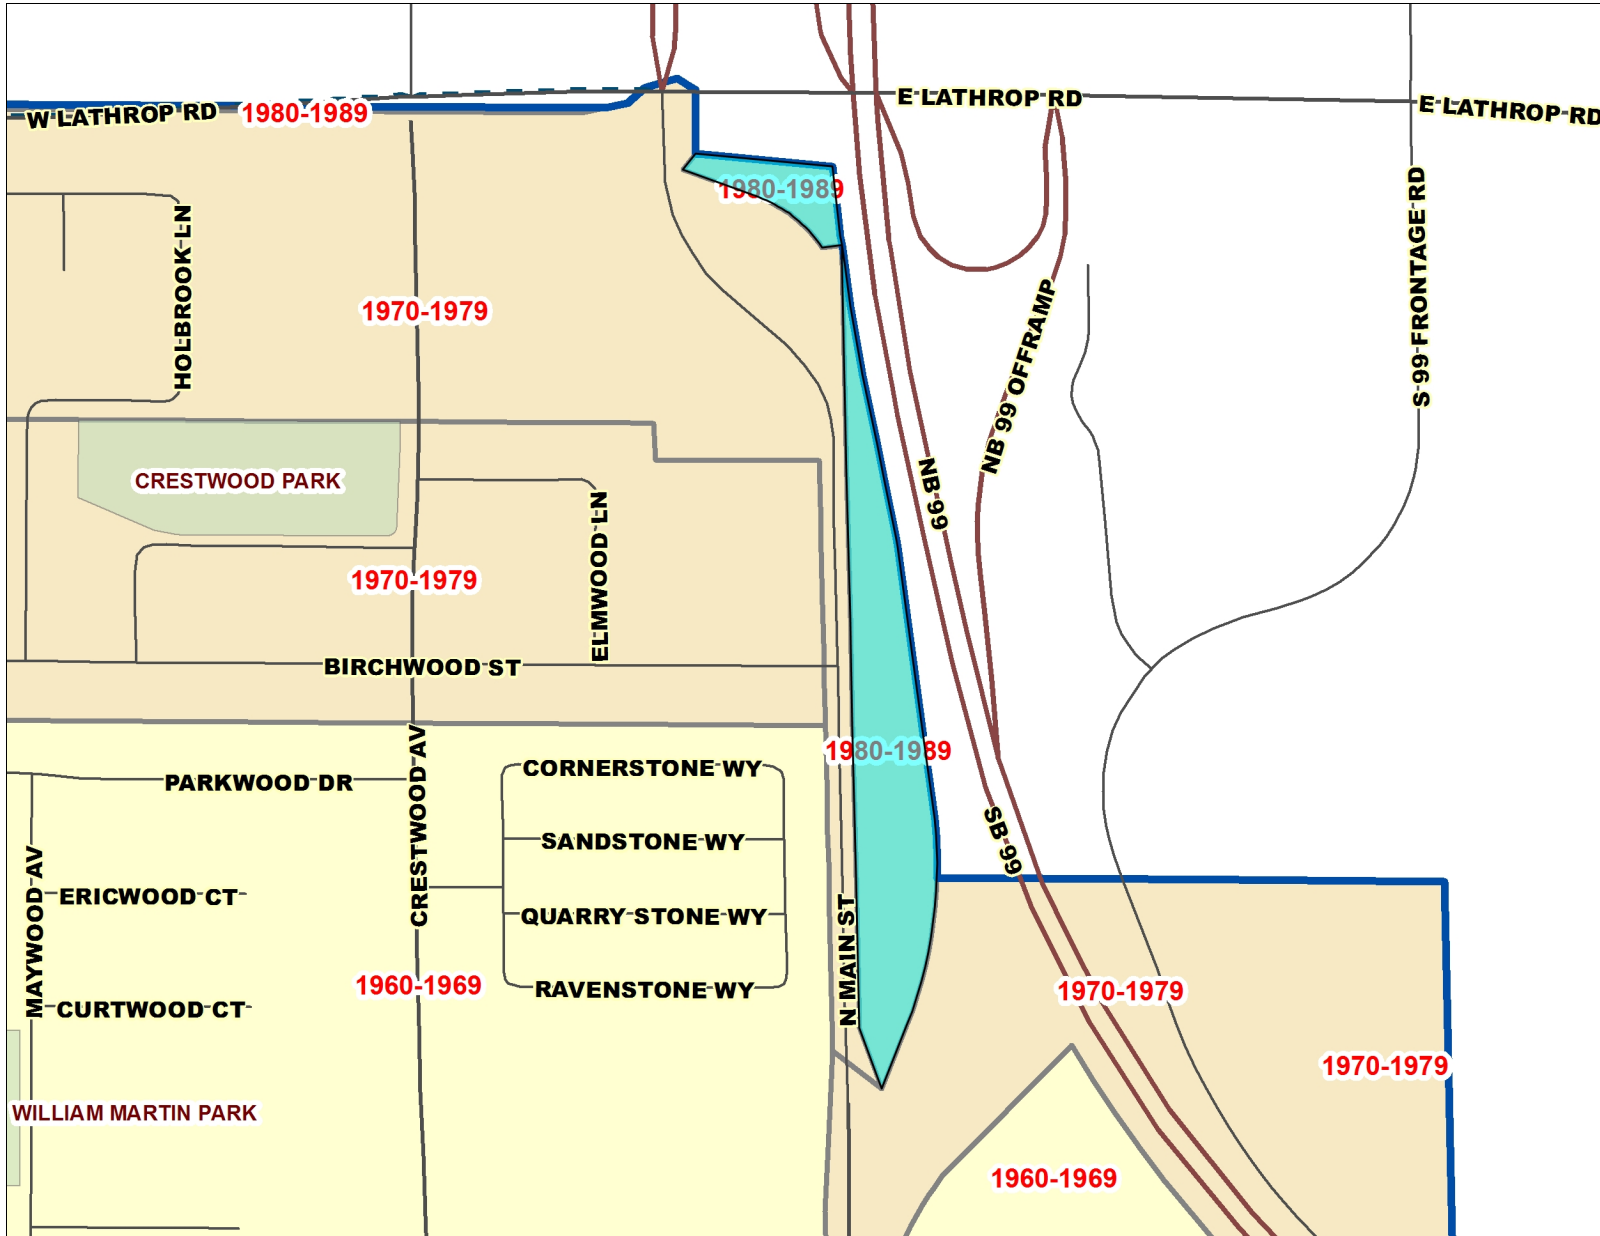 E LATHROP RD
E LATHROP RD
W LATHROP RD
1980-1989
1980-1989
HOLBROOK LN
S 99 FRONTAGE RD
1970-1979
NB 99 OFFRAMP
CRESTWOOD PARK
NB 99
ELMWOOD LN
1970-1979
BIRCHWOOD ST
1980-1989
CORNERSTONE WY
PARKWOOD DR
CRESTWOOD AV
SANDSTONE WY
SB 99
MAYWOOD AV
ERICWOOD CT
QUARRY STONE WY
N MAIN ST
1960-1969
RAVENSTONE WY
1970-1979
CURTWOOD CT
1970-1979
WILLIAM MARTIN PARK
1960-1969